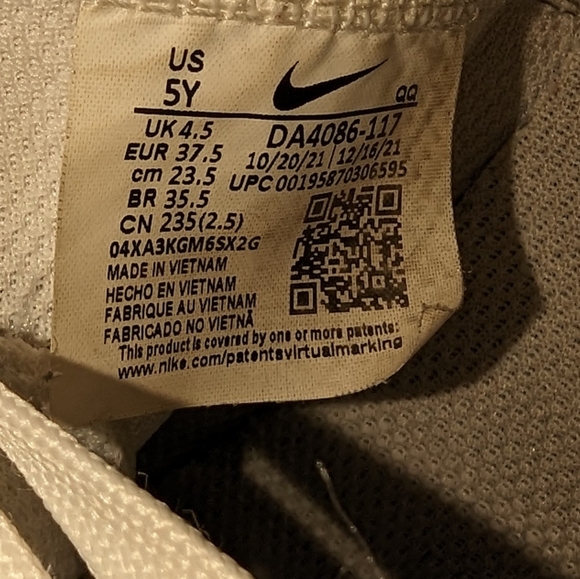 US
5Y
QQ
UK 4.5
EUR 37.5
cm 23.5
BR 35.5
CN 235(2.5)
DA4086-117
10/20/21 | 12/16/21
UPC 00195870306595
04XA3KGM6SX2G
MADE IN VIETNAM
HECHO EN VIETNAM
FABRIQUE AU VIETNAM
FABRICADO NO VIETNÃ
This product is covered by one or more patents:
www.nike.com/patentsvirtualmarking